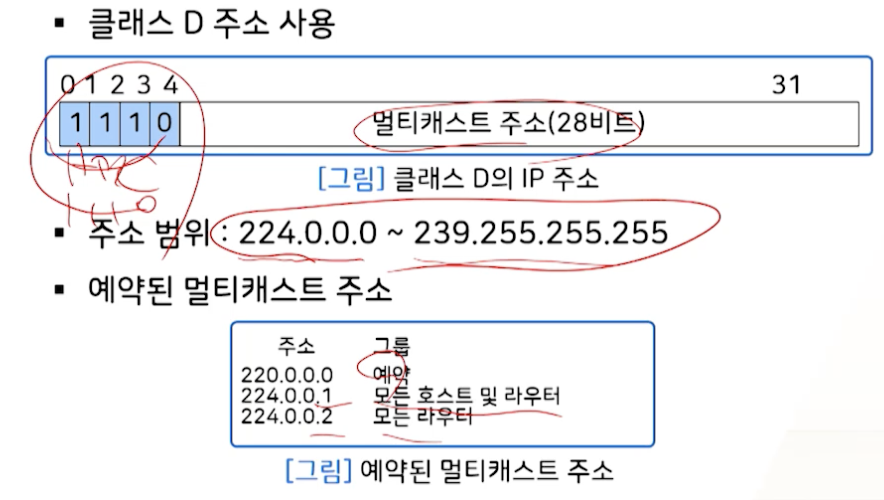 ▪ 클래스 D 주소 사용
0 1 2 3 4 31
1 1 1 0 멀티캐스트 주소(28비트)
[그림] 클래스 D의 IP 주소
1110
▪ 주소 범위 : 224.0.0.0 ~ 239.255.255.255
▪ 예약된 멀티캐스트 주소
주소 그룹
220.0.0.0 예약
224.0.0.1 모든 호스트 및 라우터
224.0.0.2 모든 라우터
[그림] 예약된 멀티캐스트 주소